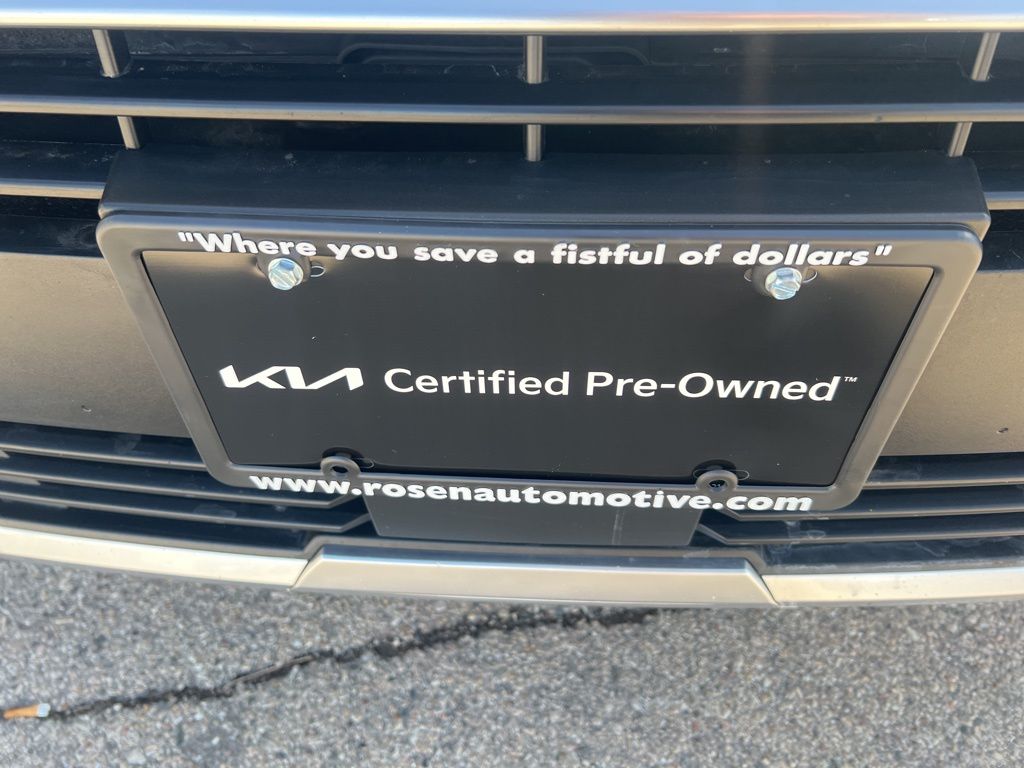 "Where you save a fistful of dollars"
KIA Certified Pre-Owned™
www.rosenautomotive.com